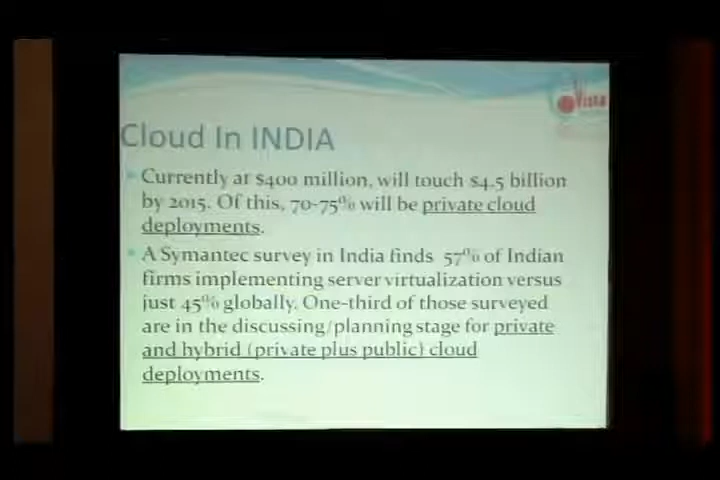 Vista
Cloud In INDIA
Currently at $400 million, will touch $4.5 billion
by 2015. Of this, 70-75% will be private cloud
deployments.
A Symantec survey in India finds 57% of Indian
firms implementing server virtualization versus
just 45% globally. One-third of those surveyed
are in the discussing/planning stage for private
and hybrid (private plus public) cloud
deployments.